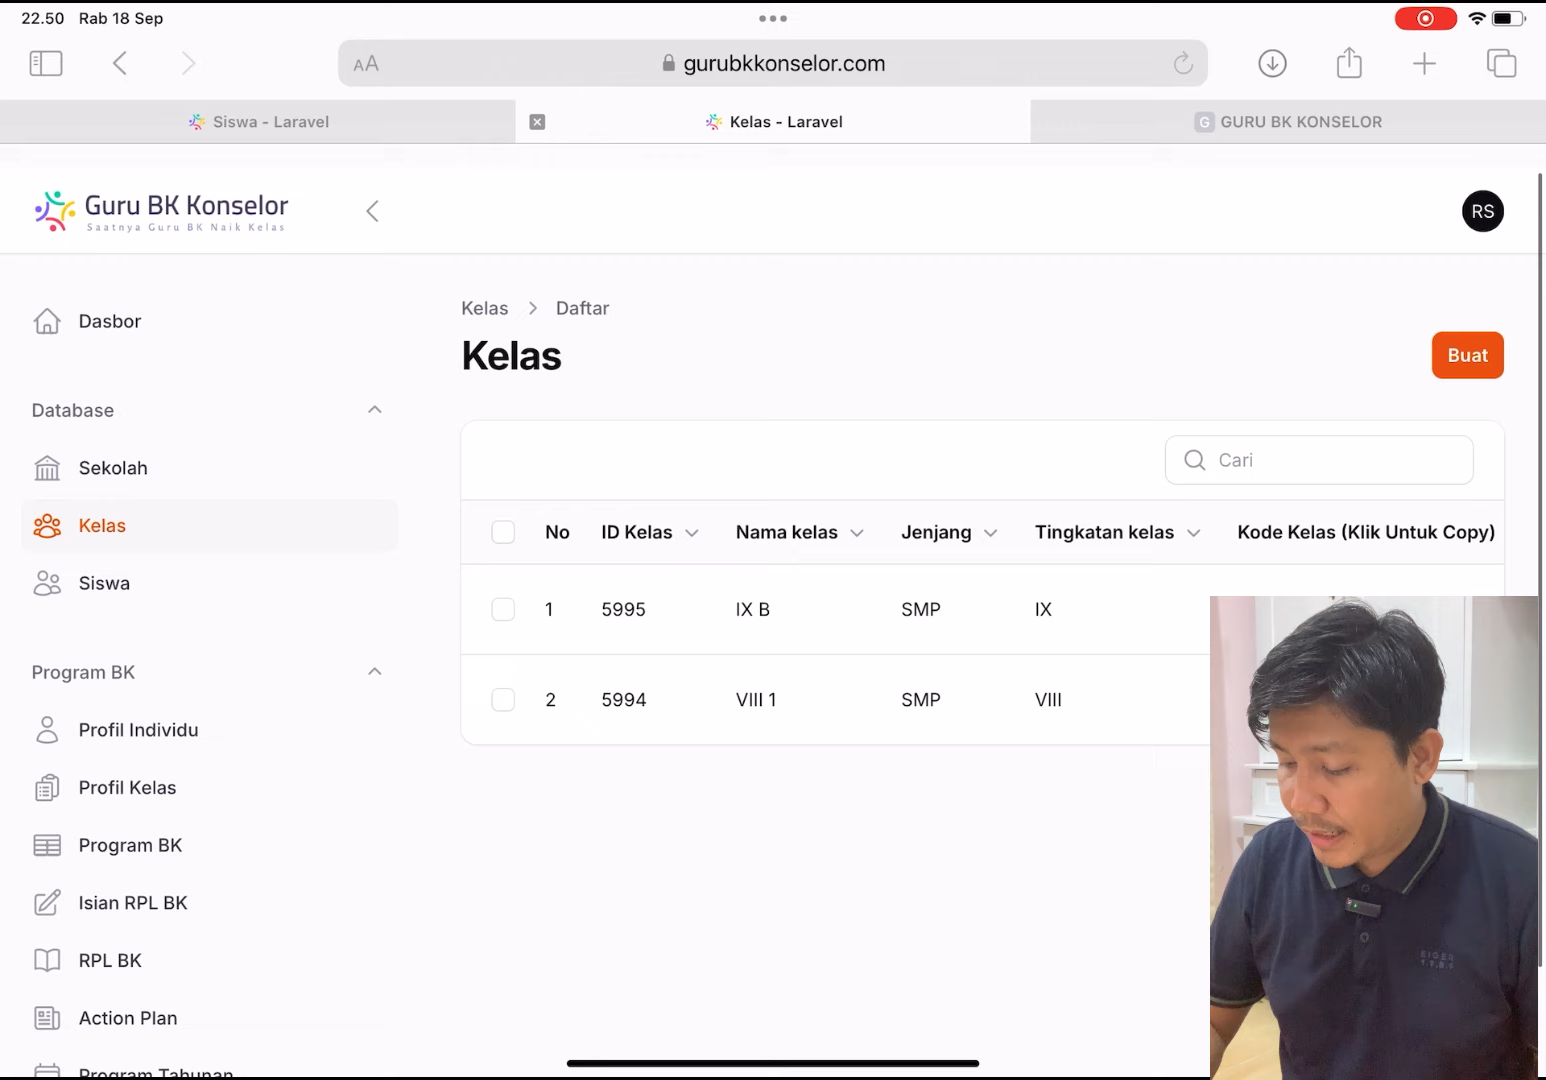 22.50 Rab 18 Sep
AA
gurubkkonselor.com
Siswa - Laravel
Kelas - Laravel
G GURU BK KONSELOR
Guru BK Konselor
Saatnya Guru BK Naik Kelas
RS
Dasbor
Database
Sekolah
Kelas
Siswa
Program BK
Profil Individu
Profil Kelas
Program BK
Isian RPL BK
RPL BK
Action Plan
Program Tahunan
Kelas > Daftar
Kelas
Buat
Cari
No ID Kelas Nama kelas Jenjang Tingkatan kelas Kode Kelas (Klik Untuk Copy)
1 5995 IX B SMP IX
2 5994 VIII 1 SMP VIII
EIGER